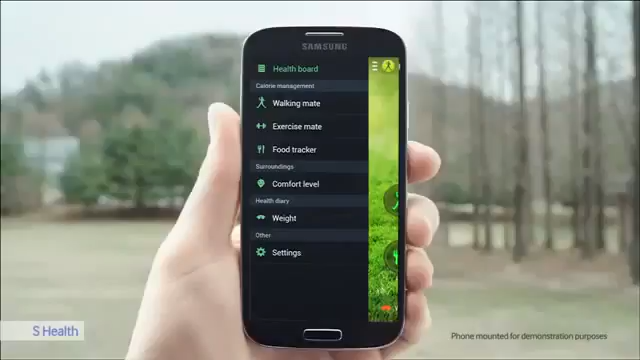 SAMSUNG
Health board
Calorie management
Walking mate
Exercise mate
Food tracker
Surroundings
Comfort level
Health diary
Weight
Other
Settings
S Health
Phone mounted for demonstration purposes